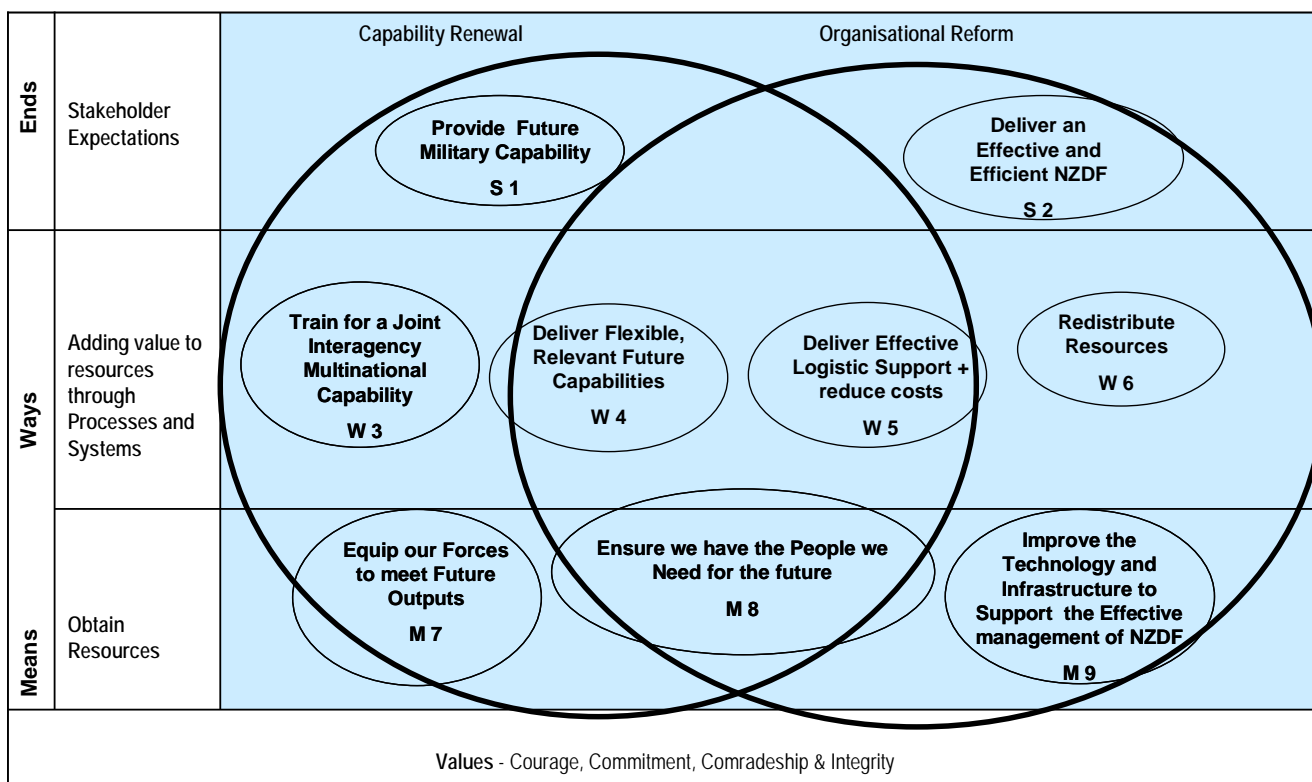 Capability Renewal
Organisational Reform
Ends
Stakeholder
Expectations
Provide Future
Military Capability
S 1
Deliver an
Effective and
Efficient NZDF
S 2
Ways
Adding value to
resources
through
Processes and
Systems
Train for a Joint
Interagency
Multinational
Capability
W 3
Deliver Flexible,
Relevant Future
Capabilities
W 4
Deliver Effective
Logistic Support +
reduce costs
W 5
Redistribute
Resources
W 6
Means
Obtain
Resources
Equip our Forces
to meet Future
Outputs
M 7
Ensure we have the People we
Need for the future
M 8
Improve the
Technology and
Infrastructure to
Support the Effective
management of NZDF
M 9
Values - Courage, Commitment, Comradeship & Integrity